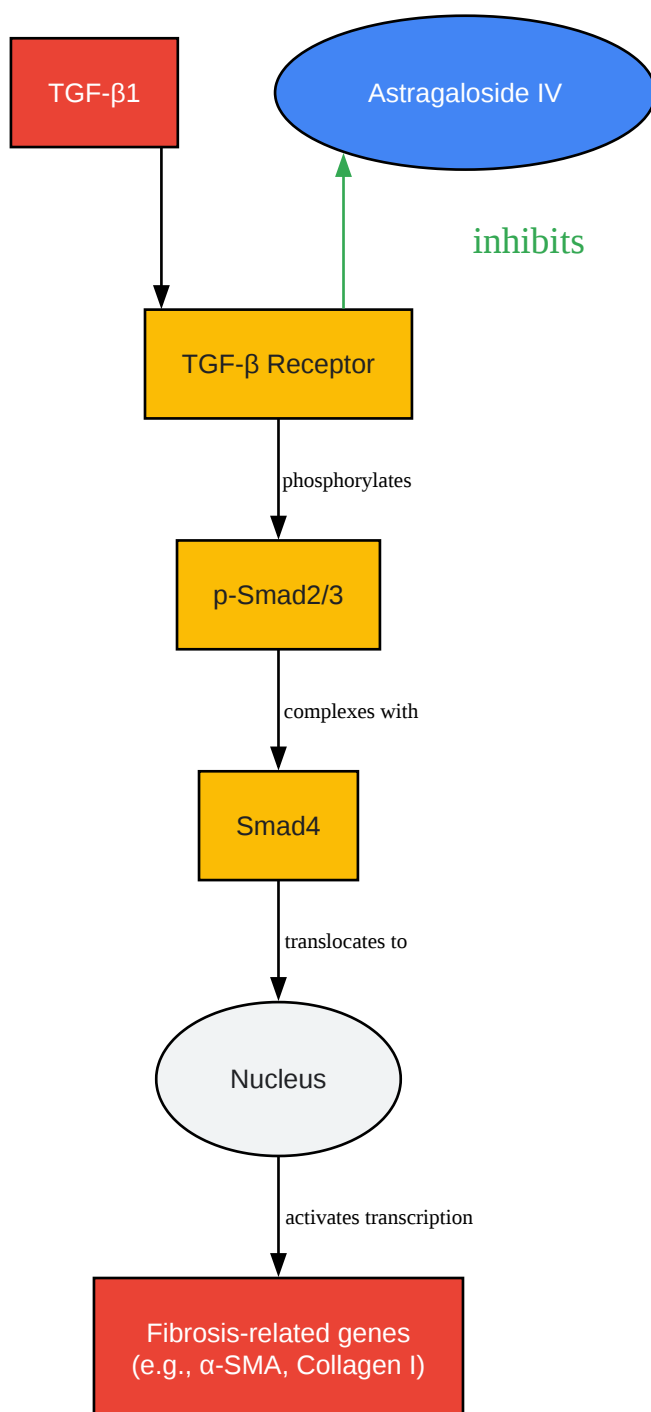 TGF-β1
Astragaloside IV
inhibits
TGF-β Receptor
phosphorylates
p-Smad2/3
complexes with
Smad4
translocates to
Nucleus
activates transcription
Fibrosis-related genes
(e.g., α-SMA, Collagen I)